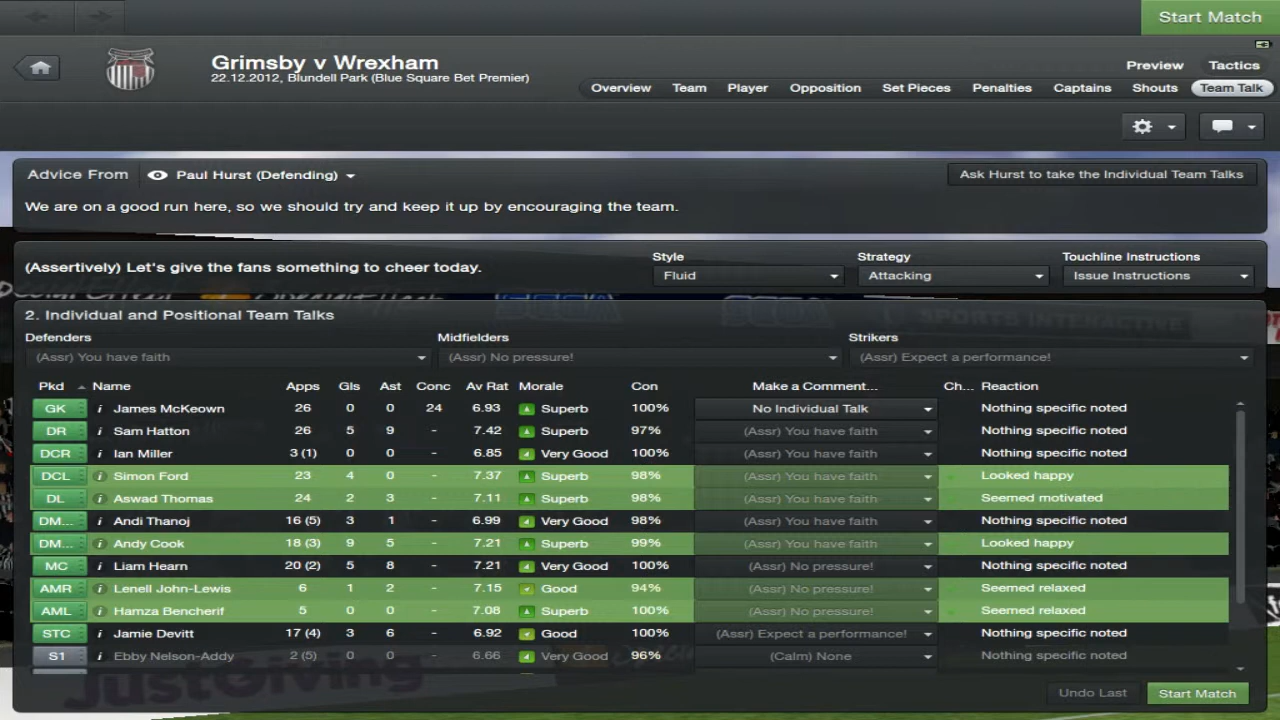 Start Match
Grimsby v Wrexham
22.12.2012, Blundell Park (Blue Square Bet Premier)
Preview Tactics
Overview Team Player Opposition Set Pieces Penalties Captains Shouts Team Talk
Advice From Paul Hurst (Defending) Ask Hurst to take the Individual Team Talks
We are on a good run here, so we should try and keep it up by encouraging the team.
Style Strategy Touchline Instructions
(Assertively) Let's give the fans something to cheer today. Fluid Attacking Issue Instructions
2. Individual and Positional Team Talks
Defenders Midfielders Strikers
(Assr) You have faith (Assr) No pressure! (Assr) Expect a performance!
Pkd Name Apps Gls Ast Conc Av Rat Morale Con Make a Comment... Ch... Reaction
GK i James McKeown 26 0 0 24 6.93 Superb 100% No Individual Talk Nothing specific noted
DR i Sam Hatton 26 5 9 - 7.42 Superb 97% (Assr) You have faith Nothing specific noted
DCR i Ian Miller 3 (1) 0 0 - 6.85 Very Good 100% (Assr) You have faith Nothing specific noted
DCL i Simon Ford 23 4 0 - 7.37 Superb 98% (Assr) You have faith Looked happy
DL i Aswad Thomas 24 2 3 - 7.11 Superb 98% (Assr) You have faith Seemed motivated
DM... i Andi Thanoj 16 (5) 3 1 - 6.99 Very Good 98% (Assr) You have faith Nothing specific noted
DM... i Andy Cook 18 (3) 9 5 - 7.21 Superb 99% (Assr) You have faith Looked happy
MC i Liam Hearn 20 (2) 5 8 - 7.21 Very Good 100% (Assr) No pressure! Nothing specific noted
AMR i Lenell John-Lewis 6 1 2 - 7.15 Good 94% (Assr) No pressure! Seemed relaxed
AML i Hamza Bencherif 5 0 0 - 7.08 Superb 100% (Assr) No pressure! Seemed relaxed
STC i Jamie Devitt 17 (4) 3 6 - 6.92 Good 100% (Assr) Expect a performance! Nothing specific noted
S1 i Ebby Nelson-Addy 2 (5) 0 0 - 6.66 Very Good 96% (Calm) None Nothing specific noted
JustGiving
Undo Last Start Match